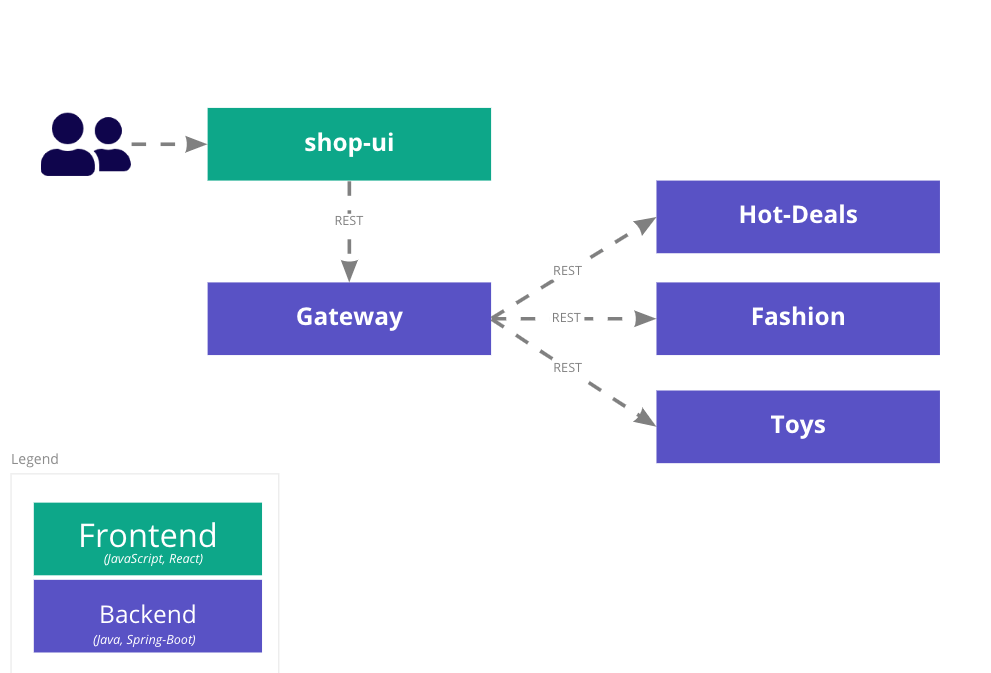 shop-ui
REST
Hot-Deals
REST
Gateway
REST
Fashion
REST
Toys
Legend
Frontend
(JavaScript, React)
Backend
(Java, Spring-Boot)